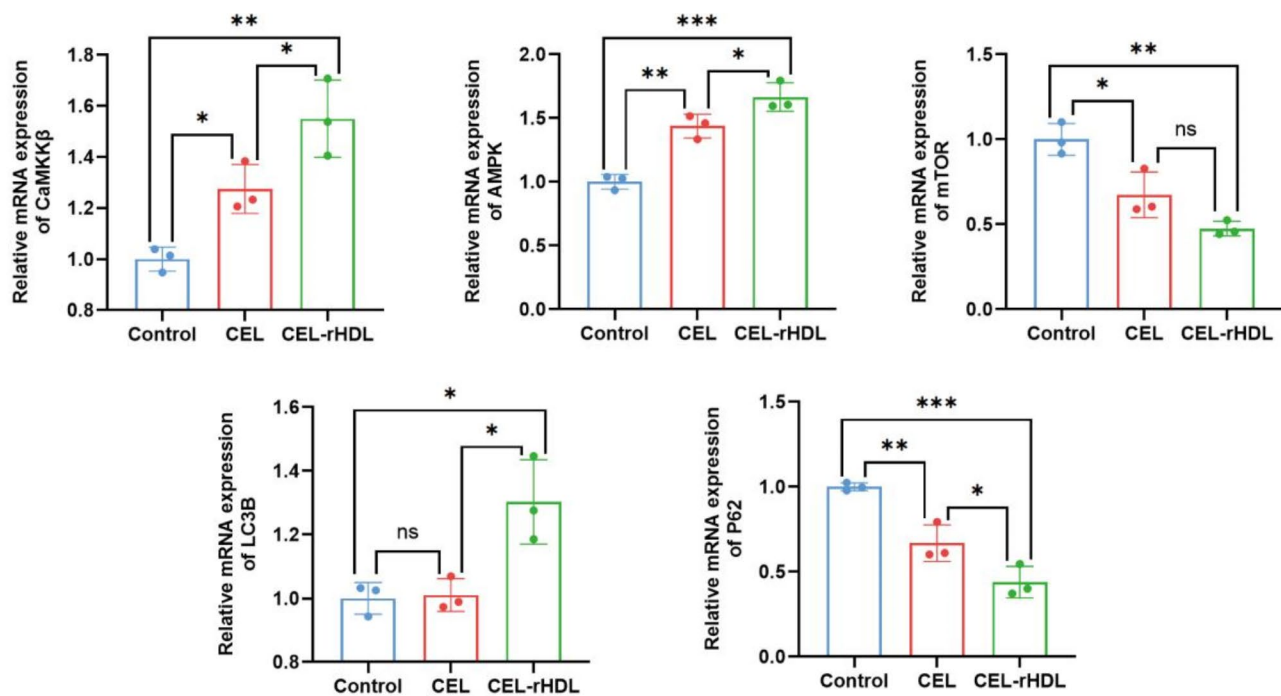 Relative mRNA expression
of CaMKKβ
1.8
1.6
1.4
1.2
1.0
0.8
**
*
*
Control
CEL
CEL-rHDL
Relative mRNA expression
of AMPK
2.0
1.5
1.0
0.5
0.0
***
**
*
Control
CEL
CEL-rHDL
Relative mRNA expression
of mTOR
1.5
1.0
0.5
0.0
**
*
ns
Control
CEL
CEL-rHDL
Relative mRNA expression
of LC3B
1.6
1.4
1.2
1.0
0.8
*
*
ns
Control
CEL
CEL-rHDL
Relative mRNA expression
of P62
1.5
1.0
0.5
0.0
***
**
*
Control
CEL
CEL-rHDL